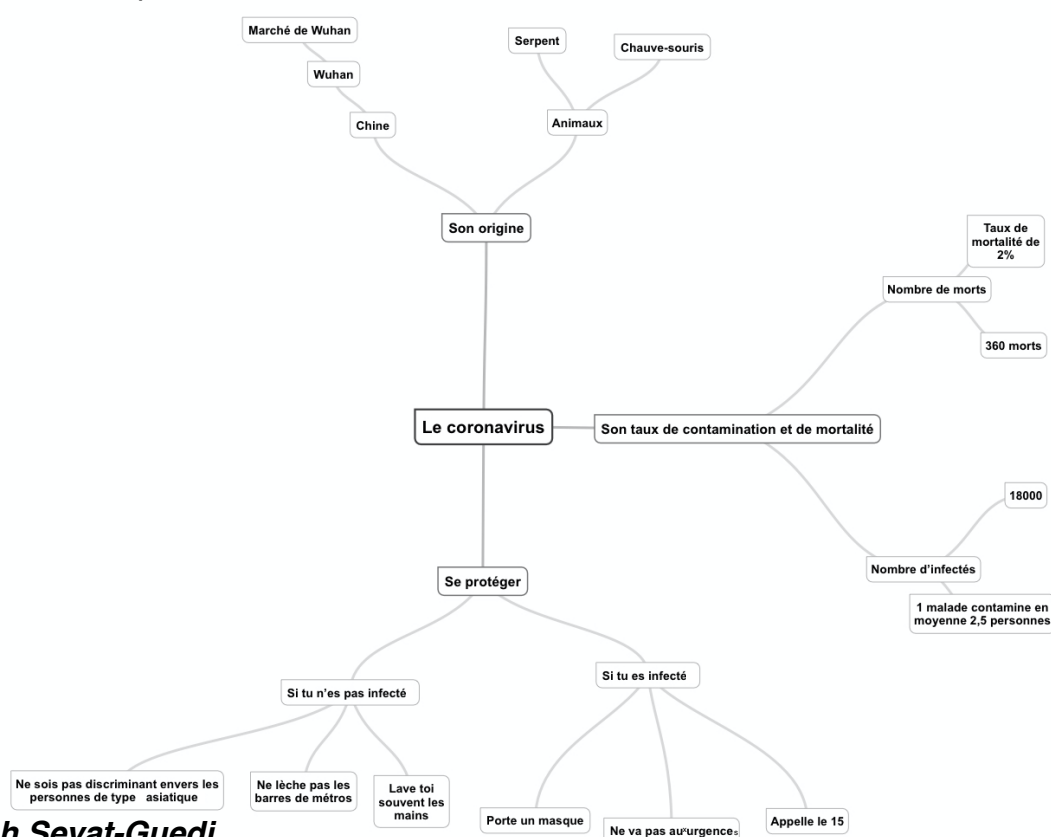 Marché de Wuhan
Wuhan
Chine
Serpent
Chauve-souris
Animaux
Son origine
Taux de
mortalité de
2%
Nombre de morts
360 morts
Le coronavirus
Son taux de contamination et de mortalité
18000
Nombre d'infectés
1 malade contamine en
moyenne 2,5 personnes
Se protéger
Si tu n'es pas infecté
Si tu es infecté
Ne sois pas discriminant envers les
personnes de type asiatique
Ne lèche pas les
barres de métros
Lave toi
souvent les
mains
Porte un masque
Ne va pas aux urgences
Appelle le 15
Sevat-Guedi